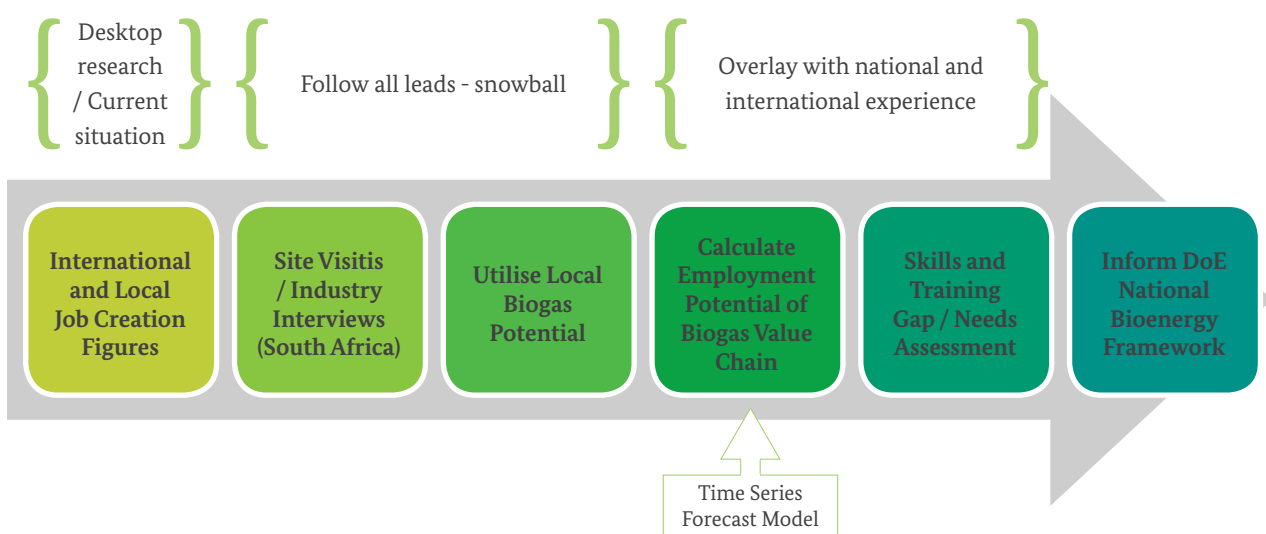 Desktop
research
/ Current
situation
Follow all leads - snowball
Overlay with national and
international experience
International
and Local
Job Creation
Figures
Site Visitis
/ Industry
Interviews
(South Africa)
Utilise Local
Biogas
Potential
Calculate
Employment
Potential of
Biogas Value
Chain
Skills and
Training
Gap / Needs
Assessment
Inform DoE
National
Bioenergy
Framework
Time Series
Forecast Model